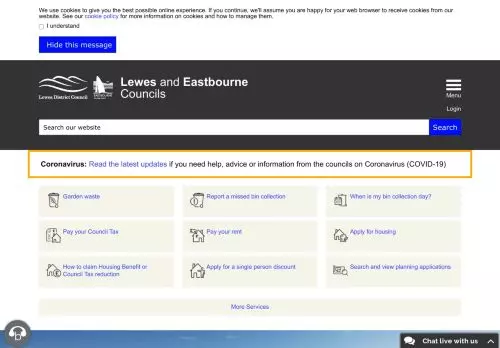 We use cookies to give you the best possible online experience. If you continue, we'll assume you are happy for your web browser to receive cookies from our
website. See our cookie policy for more information on cookies and how to manage them.
I understand
Hide this message
Lewes and Eastbourne
Councils
Lewes District Council
Menu
Login
Search our website
Search
Coronavirus: Read the latest updates if you need help, advice or information from the councils on Coronavirus (COVID-19)
Garden waste
Report a missed bin collection
When is my bin collection day?
Pay your Council Tax
Pay your rent
Apply for housing
How to claim Housing Benefit or
Council Tax reduction
Apply for a single person discount
Search and view planning applications
More Services
Chat live with us